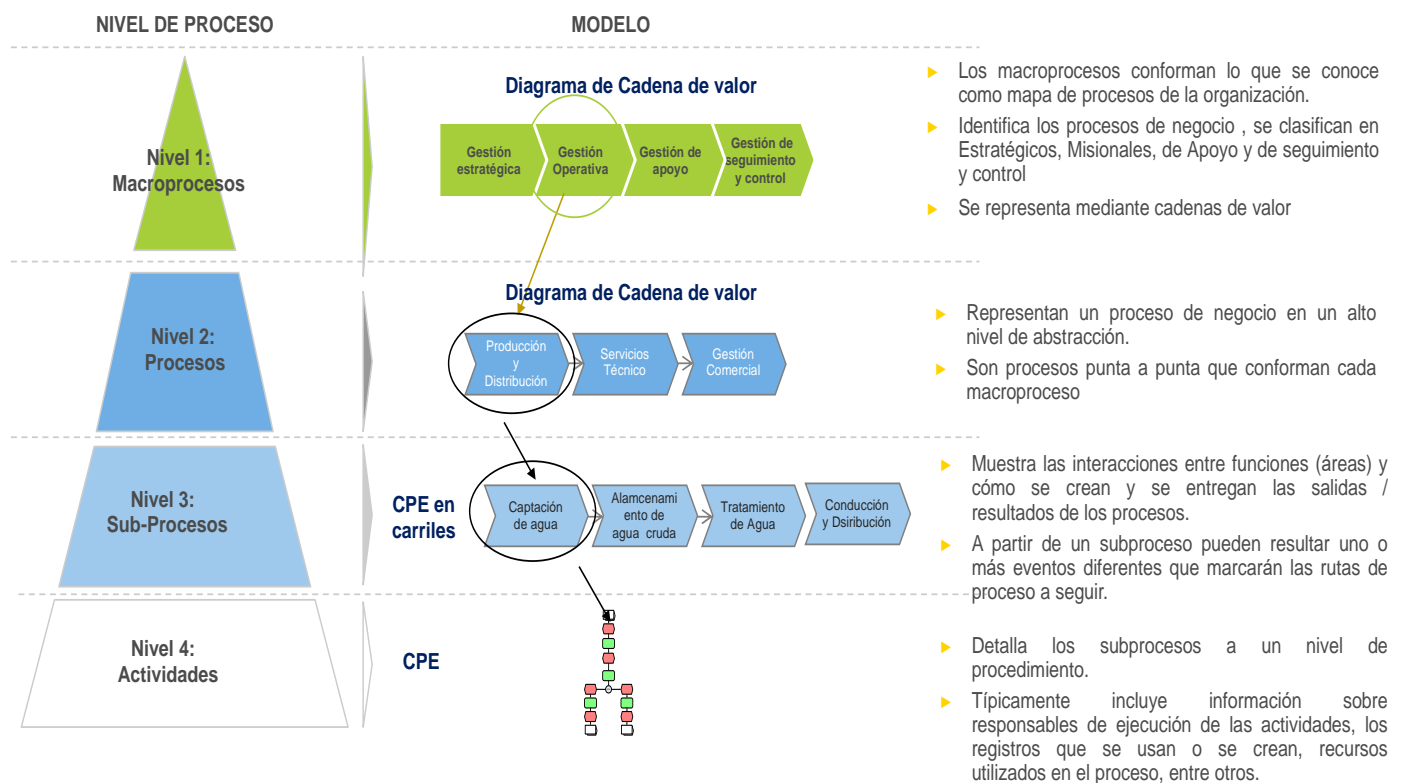 NIVEL DE PROCESO
MODELO
Nivel 1:
Macroprocesos
Diagrama de Cadena de valor
Gestión
estratégica
Gestión
Operativa
Gestión de
apoyo
Gestión de
seguimiento
y control
Los macroprocesos conforman lo que se conoce
como mapa de procesos de la organización.
Identifica los procesos de negocio , se clasifican en
Estratégicos, Misionales, de Apoyo y de seguimiento
y control
Se representa mediante cadenas de valor
Nivel 2:
Procesos
Diagrama de Cadena de valor
Producción
y
Distribución
Servicios
Técnico
Gestión
Comercial
Representan un proceso de negocio en un alto
nivel de abstracción.
Son procesos punta a punta que conforman cada
macroproceso
Nivel 3:
Sub-Procesos
CPE en
carriles
Captación
de agua
Alamcenami
ento de
agua cruda
Tratamiento
de Agua
Conducción
y Dsiribución
Muestra las interacciones entre funciones (áreas) y
cómo se crean y se entregan las salidas /
resultados de los procesos.
A partir de un subproceso pueden resultar uno o
más eventos diferentes que marcarán las rutas de
proceso a seguir.
Nivel 4:
Actividades
CPE
Detalla los subprocesos a un nivel de
procedimiento.
Típicamente incluye información sobre
responsables de ejecución de las actividades, los
registros que se usan o se crean, recursos
utilizados en el proceso, entre otros.